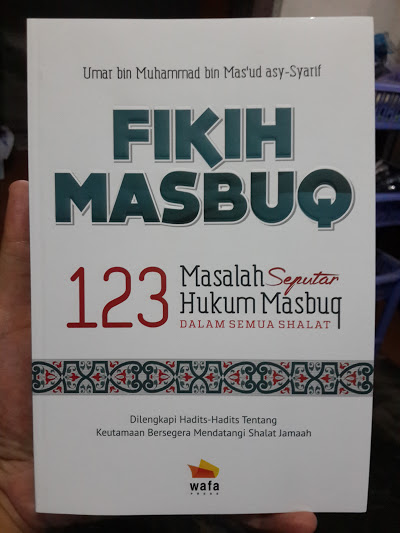 Umar bin Muhammad bin Mas'ud asy-Syarif
FIKIH
MASBUQ
123 Masalah Seputar
Hukum Masbuq
DALAM SEMUA SHALAT
Dilengkapi Hadits-Hadits Tentang
Keutamaan Bersegera Mendatangi Shalat Jamaah
wafa
PRESS